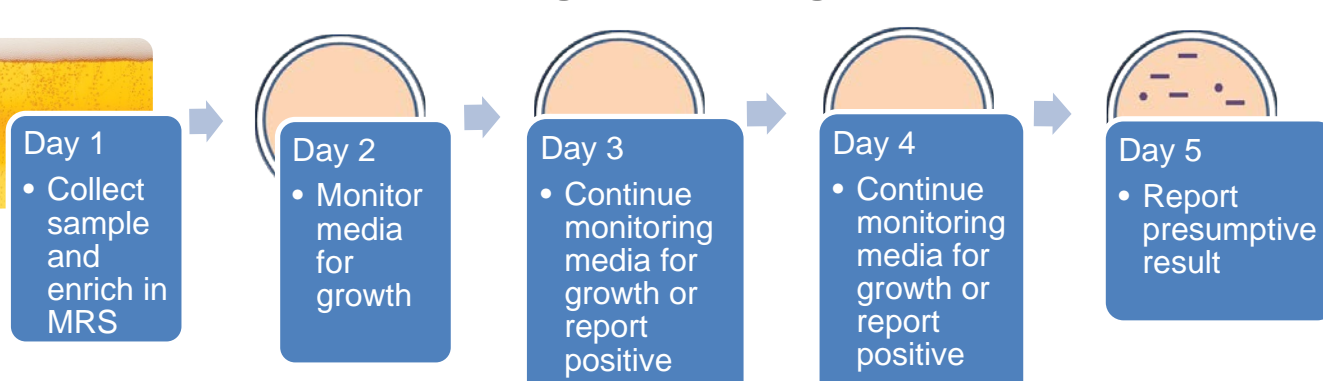 Day 1
• Collect
sample
and
enrich in
MRS
Day 2
• Monitor
media
for
growth
Day 3
• Continue
monitoring
media for
growth or
report
positive
Day 4
• Continue
monitoring
media for
growth or
report
positive
Day 5
• Report
presumptive
result